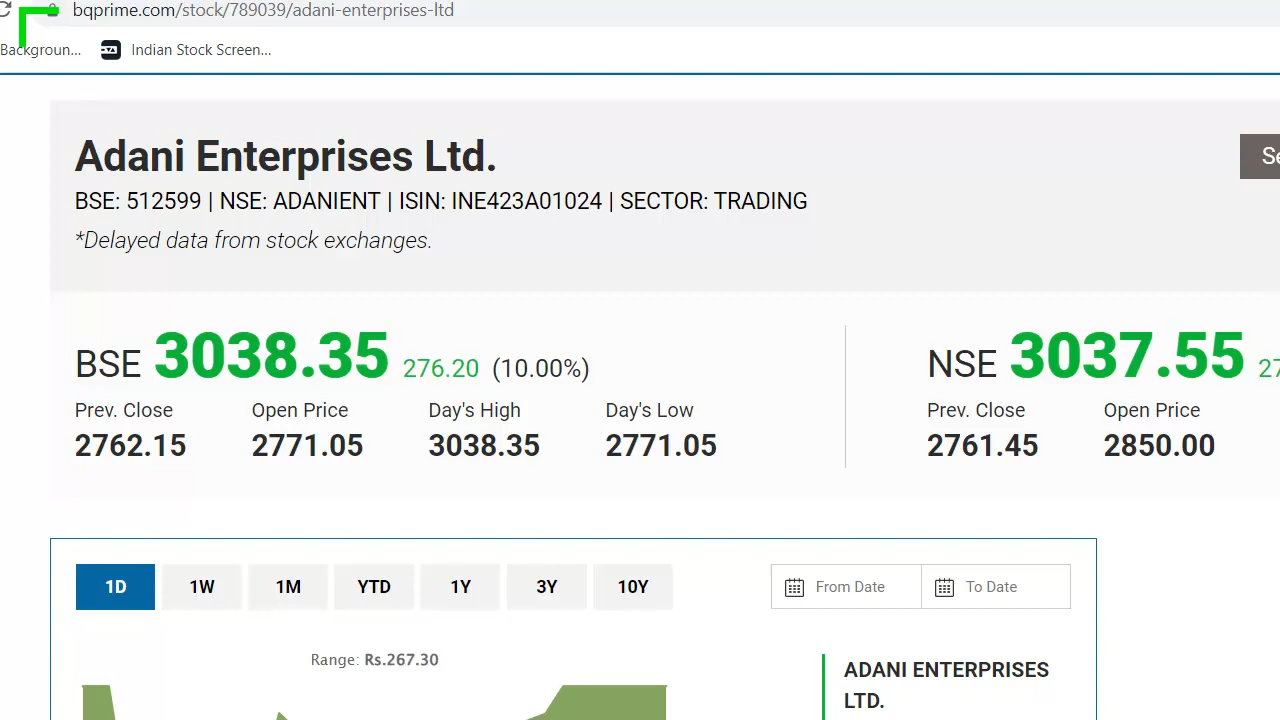 bqprime.com/stock/789039/adani-enterprises-ltd
Backgroun... Indian Stock Screen...
Adani Enterprises Ltd.
Se
BSE: 512599 | NSE: ADANIENT | ISIN: INE423A01024 | SECTOR: TRADING
*Delayed data from stock exchanges.
BSE 3038.35 276.20 (10.00%) NSE 3037.55 27
Prev. Close Open Price Day's High Day's Low Prev. Close Open Price
2762.15 2771.05 3038.35 2771.05 2761.45 2850.00
1D 1W 1M YTD 1Y 3Y 10Y From Date To Date
Range: Rs.267.30
ADANI ENTERPRISES
LTD.